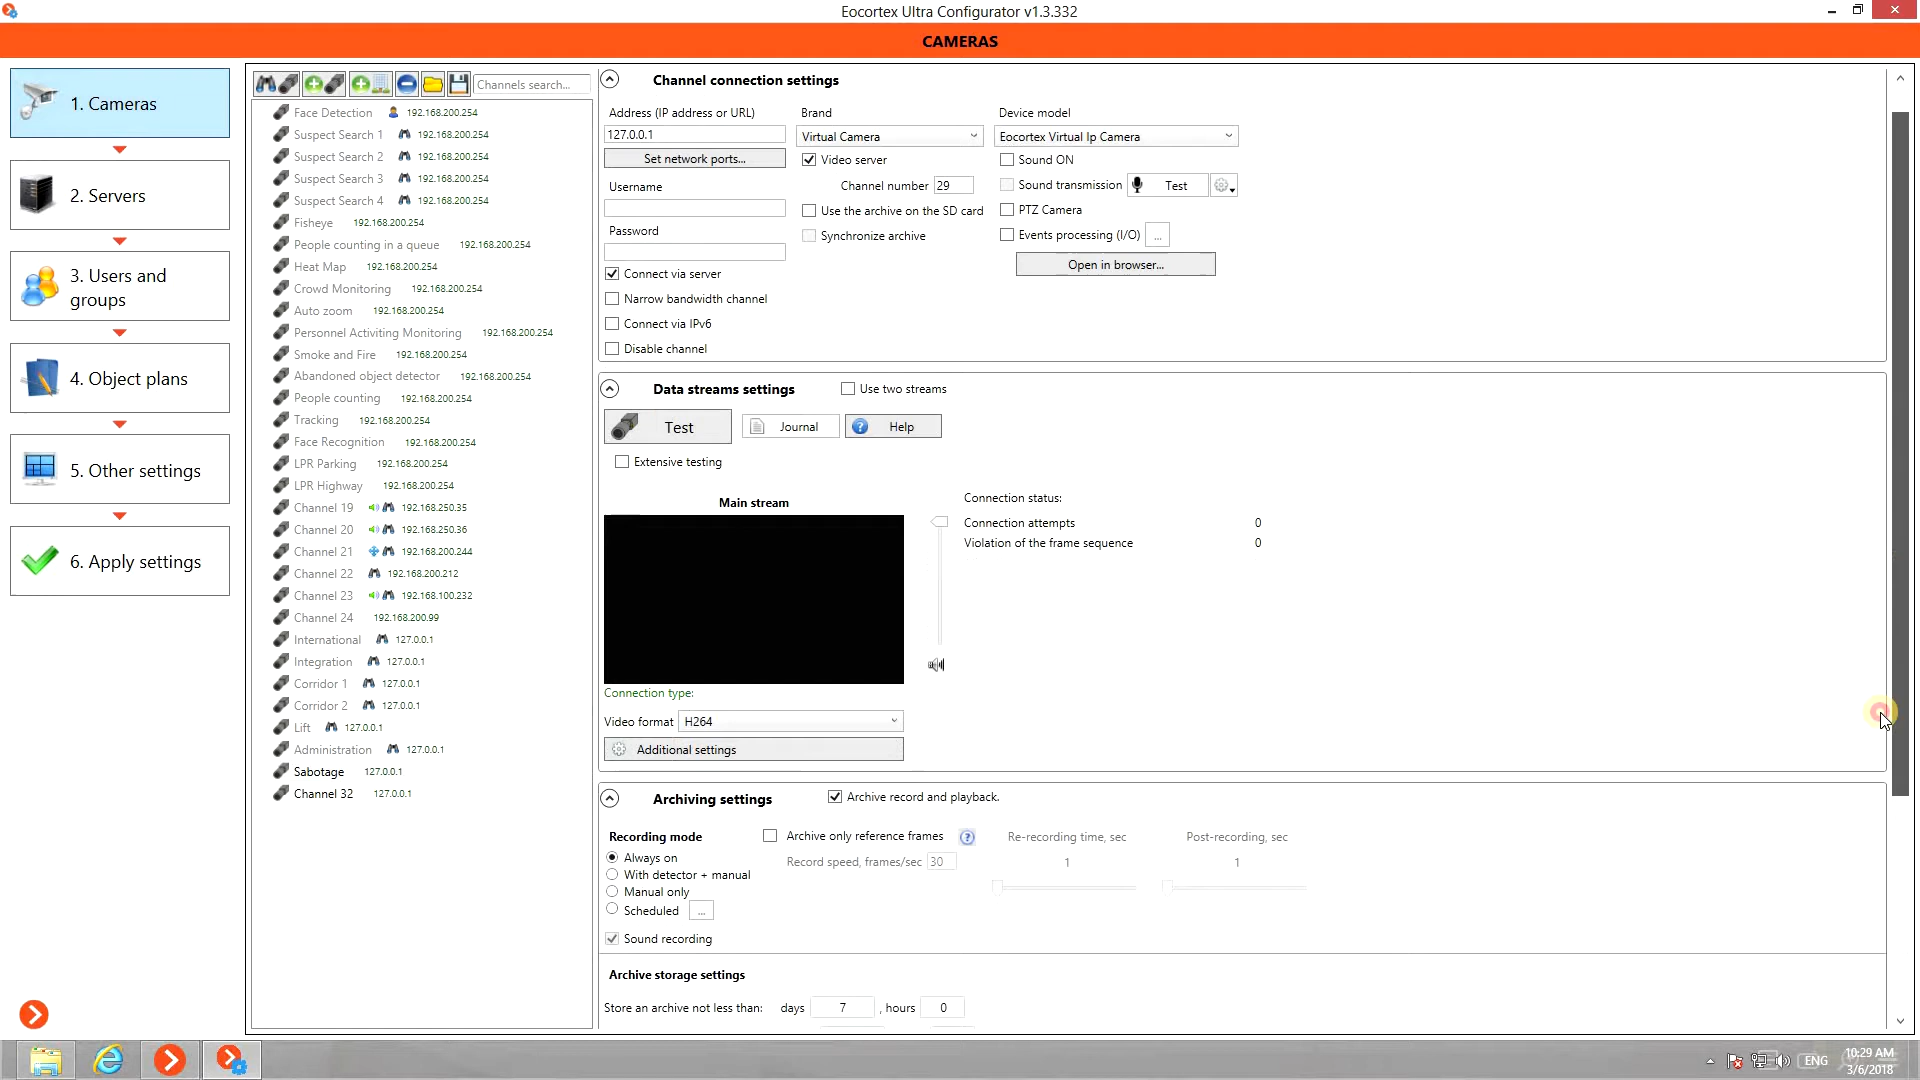 Eocortex Ultra Configurator v1.3.332
CAMERAS
1. Cameras
2. Servers
3. Users and
groups
4. Object plans
5. Other settings
6. Apply settings
Channels search...
Face Detection 192.168.200.254
Suspect Search 1 192.168.200.254
Suspect Search 2 192.168.200.254
Suspect Search 3 192.168.200.254
Suspect Search 4 192.168.200.254
Fisheye 192.168.200.254
People counting in a queue 192.168.200.254
Heat Map 192.168.200.254
Crowd Monitoring 192.168.200.254
Auto zoom 192.168.200.254
Personnel Activiting Monitoring 192.168.200.254
Smoke and Fire 192.168.200.254
Abandoned object detector 192.168.200.254
People counting 192.168.200.254
Tracking 192.168.200.254
Face Recognition 192.168.200.254
LPR Parking 192.168.200.254
LPR Highway 192.168.200.254
Channel 19 192.168.250.35
Channel 20 192.168.250.36
Channel 21 192.168.200.244
Channel 22 192.168.200.212
Channel 23 192.168.100.232
Channel 24 192.168.200.99
International 127.0.0.1
Integration 127.0.0.1
Corridor 1 127.0.0.1
Corridor 2 127.0.0.1
Lift 127.0.0.1
Administration 127.0.0.1
Sabotage 127.0.0.1
Channel 32 127.0.0.1
Channel connection settings
Address (IP address or URL) Brand Device model
127.0.0.1 Virtual Camera Eocortex Virtual Ip Camera
Set network ports... Video server Sound ON
Username Channel number 29 Sound transmission Test
Use the archive on the SD card PTZ Camera
Password Synchronize archive Events processing (I/O) ...
Open in browser...
Connect via server
Narrow bandwidth channel
Connect via IPv6
Disable channel
Data streams settings Use two streams
Test Journal Help
Extensive testing
Main stream Connection status:
Connection attempts 0
Violation of the frame sequence 0
Connection type:
Video format H264
Additional settings
Archiving settings Archive record and playback.
Recording mode Archive only reference frames Re-recording time, sec Post-recording, sec
Always on Record speed, frames/sec 30 1 1
With detector + manual
Manual only
Scheduled ...
Sound recording
Archive storage settings
Store an archive not less than: days 7 , hours 0
ENG
10:29 AM
3/6/2018